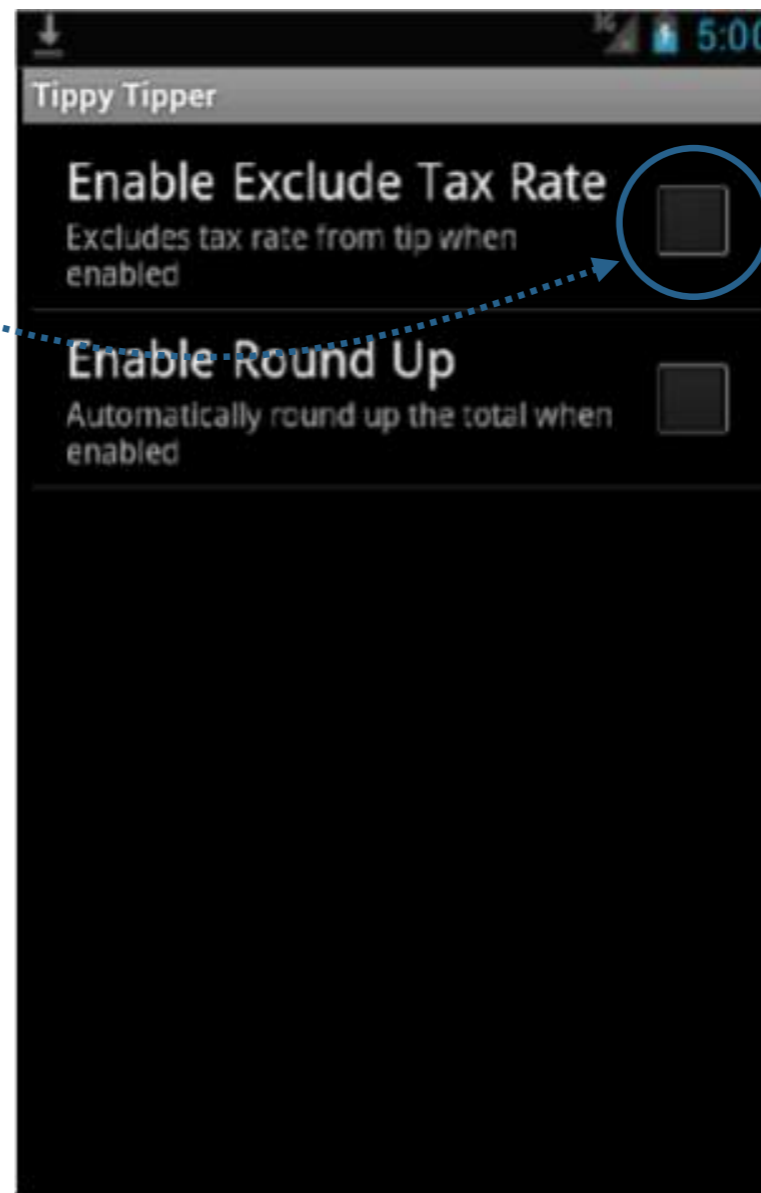 3G 5:00
Tippy Tipper
Enable Exclude Tax Rate
Excludes tax rate from tip when
enabled
Enable Round Up
Automatically round up the total when
enabled